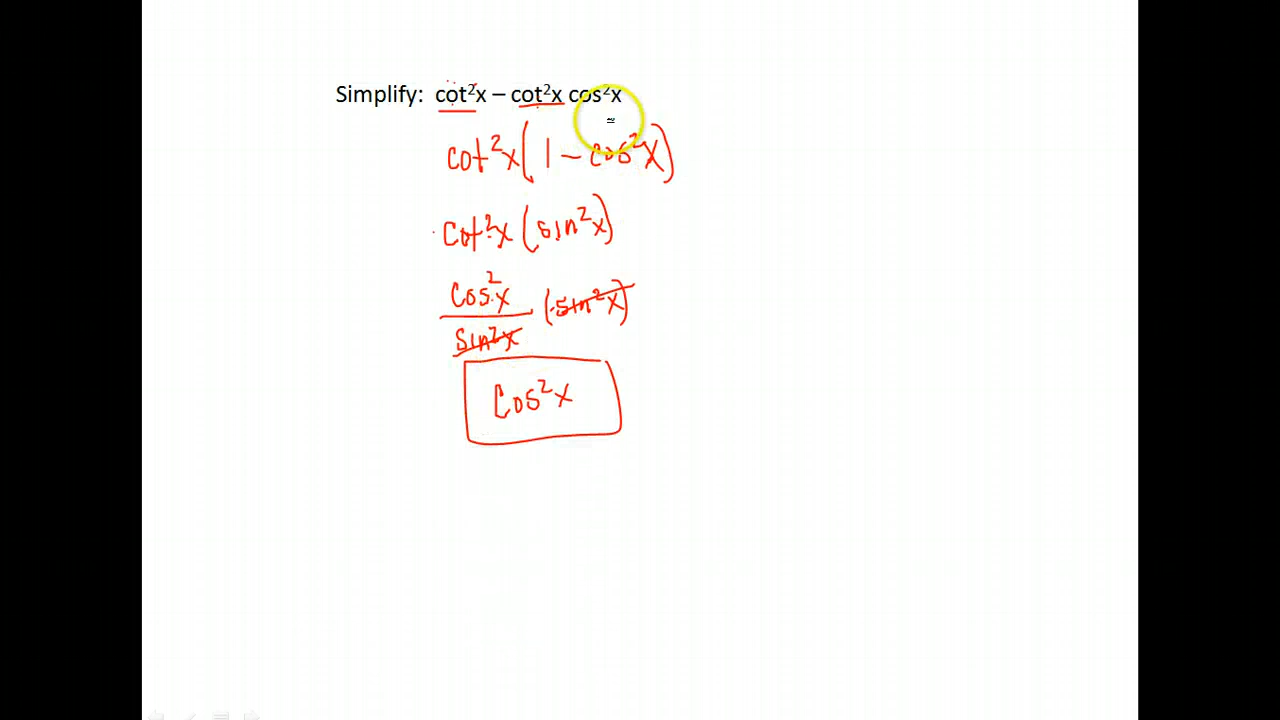 Simplify: cot²x – cot²x cos²x
cot²x(1 – cos²x)
cot²x(sin²x)
cos²x
sin²x (sin²x)
cos²x